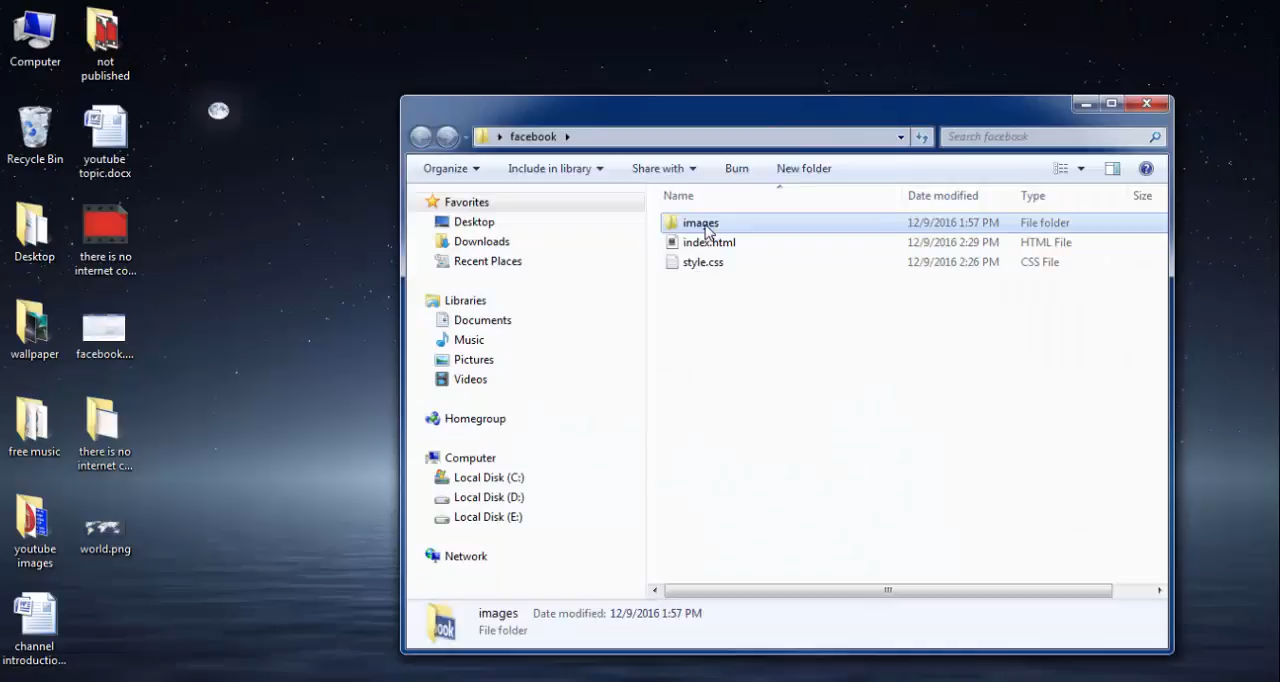 Computer
not
published
Recycle Bin
youtube
topic.docx
Desktop
there is no
internet co...
wallpaper
facebook....
free music
there is no
internet c...
youtube
images
world.png
channel
introductio...
facebook
Search facebook
Organize
Include in library
Share with
Burn
New folder
Favorites
Desktop
Downloads
Recent Places
Libraries
Documents
Music
Pictures
Videos
Homegroup
Computer
Local Disk (C:)
Local Disk (D:)
Local Disk (E:)
Network
Name Date modified Type Size
images 12/9/2016 1:57 PM File folder
index.html 12/9/2016 2:29 PM HTML File
style.css 12/9/2016 2:26 PM CSS File
ook
images Date modified: 12/9/2016 1:57 PM
File folder